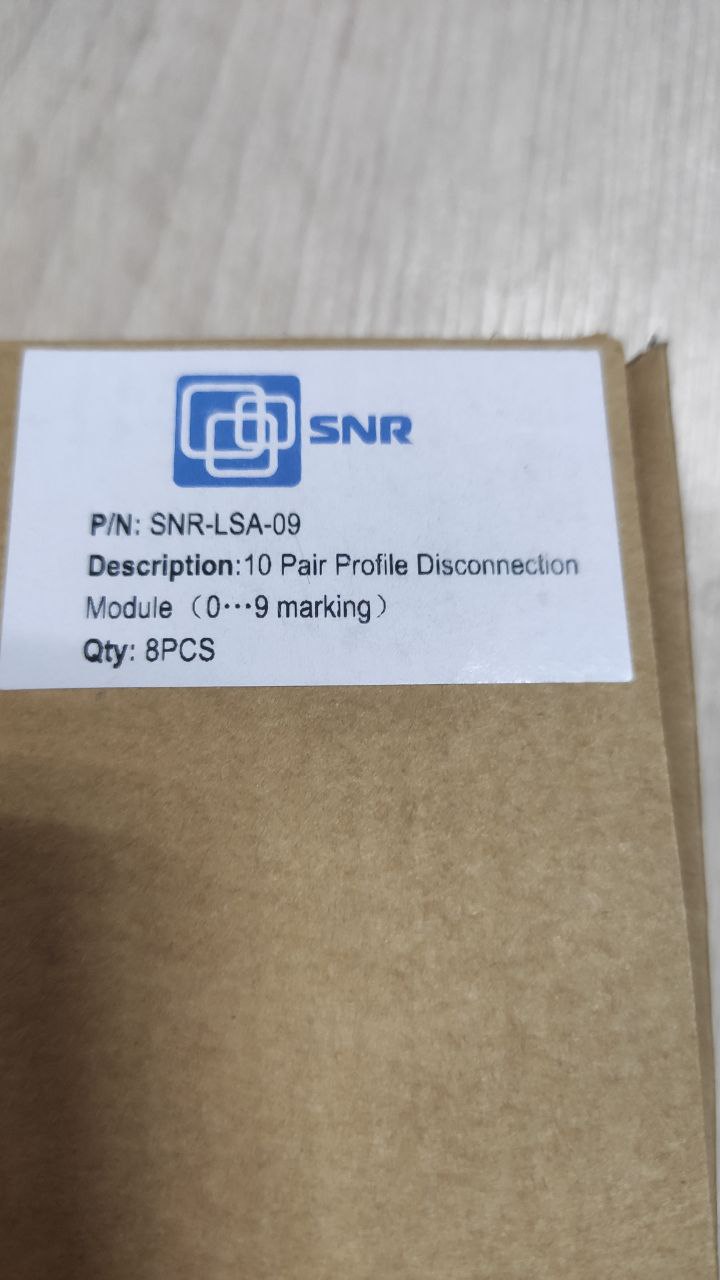 SNR
P/N: SNR-LSA-09
Description:10 Pair Profile Disconnection
Module（0···9 marking）
Qty: 8PCS